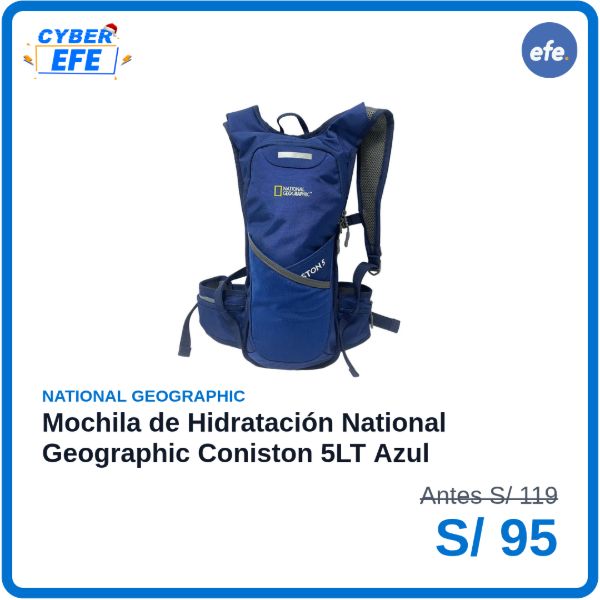 CYBER
EFE
efe.
NATIONAL
GEOGRAPHIC
STON 5
NATIONAL GEOGRAPHIC
Mochila de Hidratación National
Geographic Coniston 5LT Azul
Antes S/ 119
S/ 95